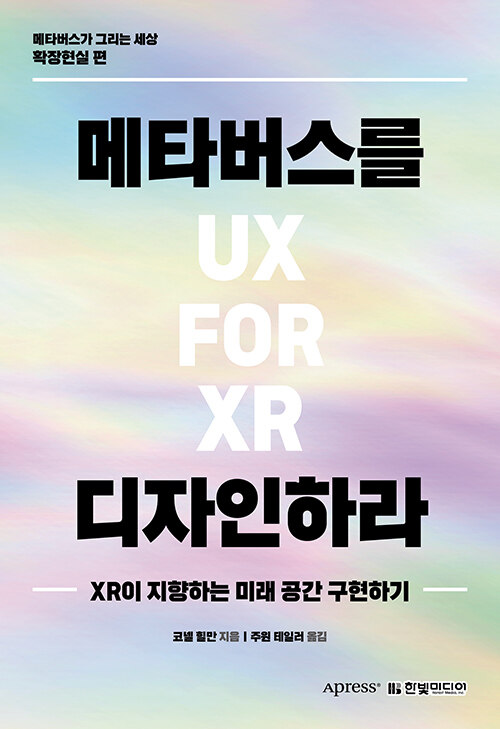 메타버스가 그리는 세상
확장현실 편
메타버스를
UX
FOR
XR
디자인하라
XR이 지향하는 미래 공간 구현하기
코넬 힐만 지음 | 주원 테일러 옮김
Apress® 한빛미디어
Hanbit Media, Inc.